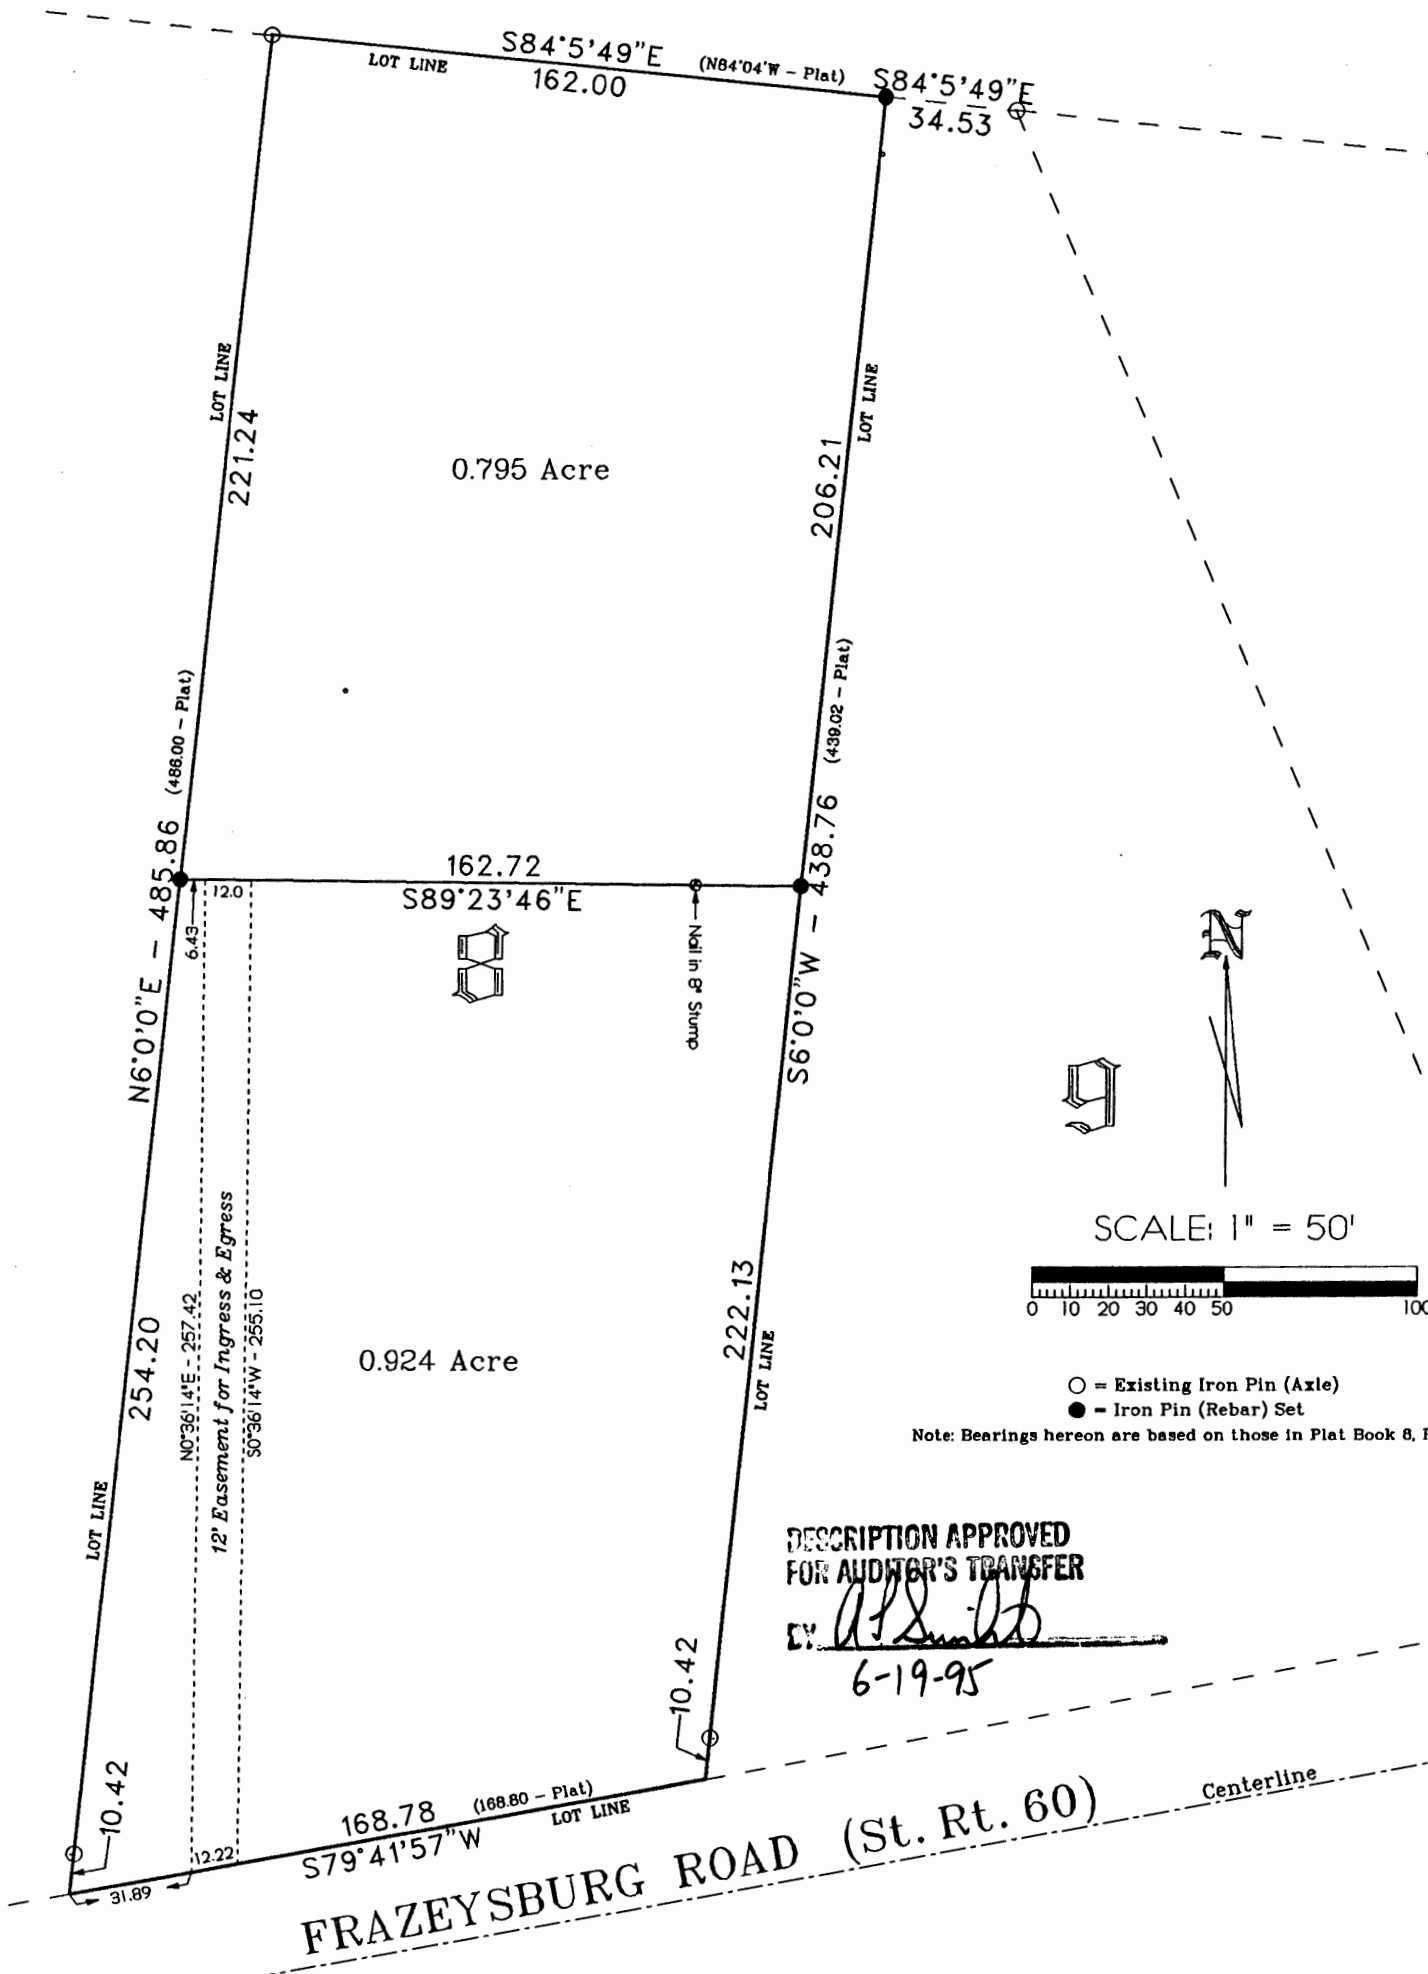 S84°5'49"E
LOT LINE
(N84°04'W - Plat)
162.00
S84°5'49"E
34.53
LOT LINE
221.24
(486.00 - Plat)
N6°0'0"E - 485.86
0.795 Acre
LOT LINE
206.21
(439.02 - Plat)
S6°0'0"W - 438.76
162.72
S89°23'46"E
12.0
6.43
8
Nail in 8" Stump
N
9
SCALE: 1" = 50'
0 10 20 30 40 50 100
= Existing Iron Pin (Axle)
= Iron Pin (Rebar) Set
Note: Bearings hereon are based on those in Plat Book 8,
254.20
LOT LINE
N0°36'14"E - 257.42
12' Easement for Ingress & Egress
S0°36'14"W - 255.10
0.924 Acre
222.13
LOT LINE
DESCRIPTION APPROVED
FOR AUDITOR'S TRANSFER
BY
6-19-95
10.42
10.42
168.78
(168.80 - Plat)
LOT LINE
S79°41'57"W
12.22
31.89
Centerline
FRAZEYSBURG ROAD (St. Rt. 60)